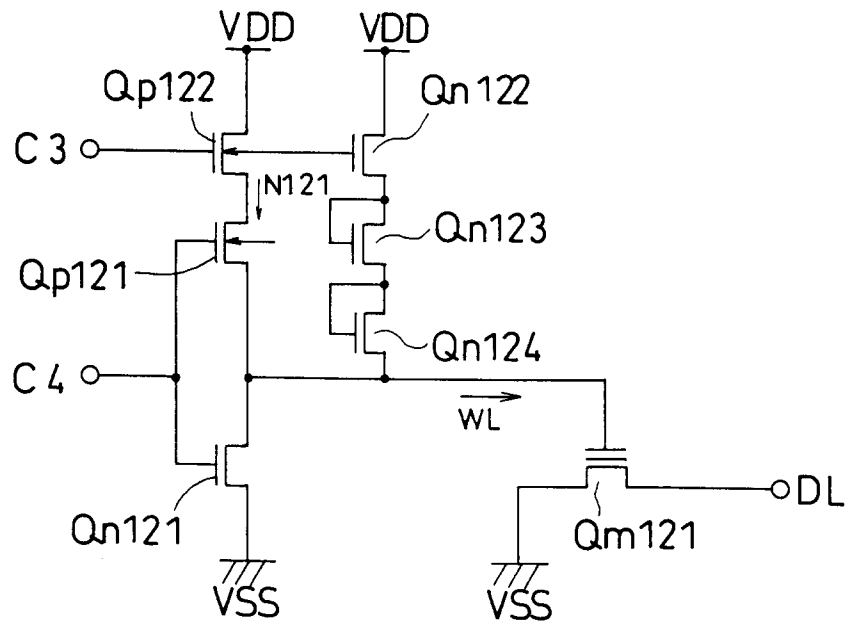 VDD
VDD
Qp122
Qn122
C3
N121
Qn123
Qp121
Qn124
C4
WL
DL
Qn121
Qm121
VSS
VSS